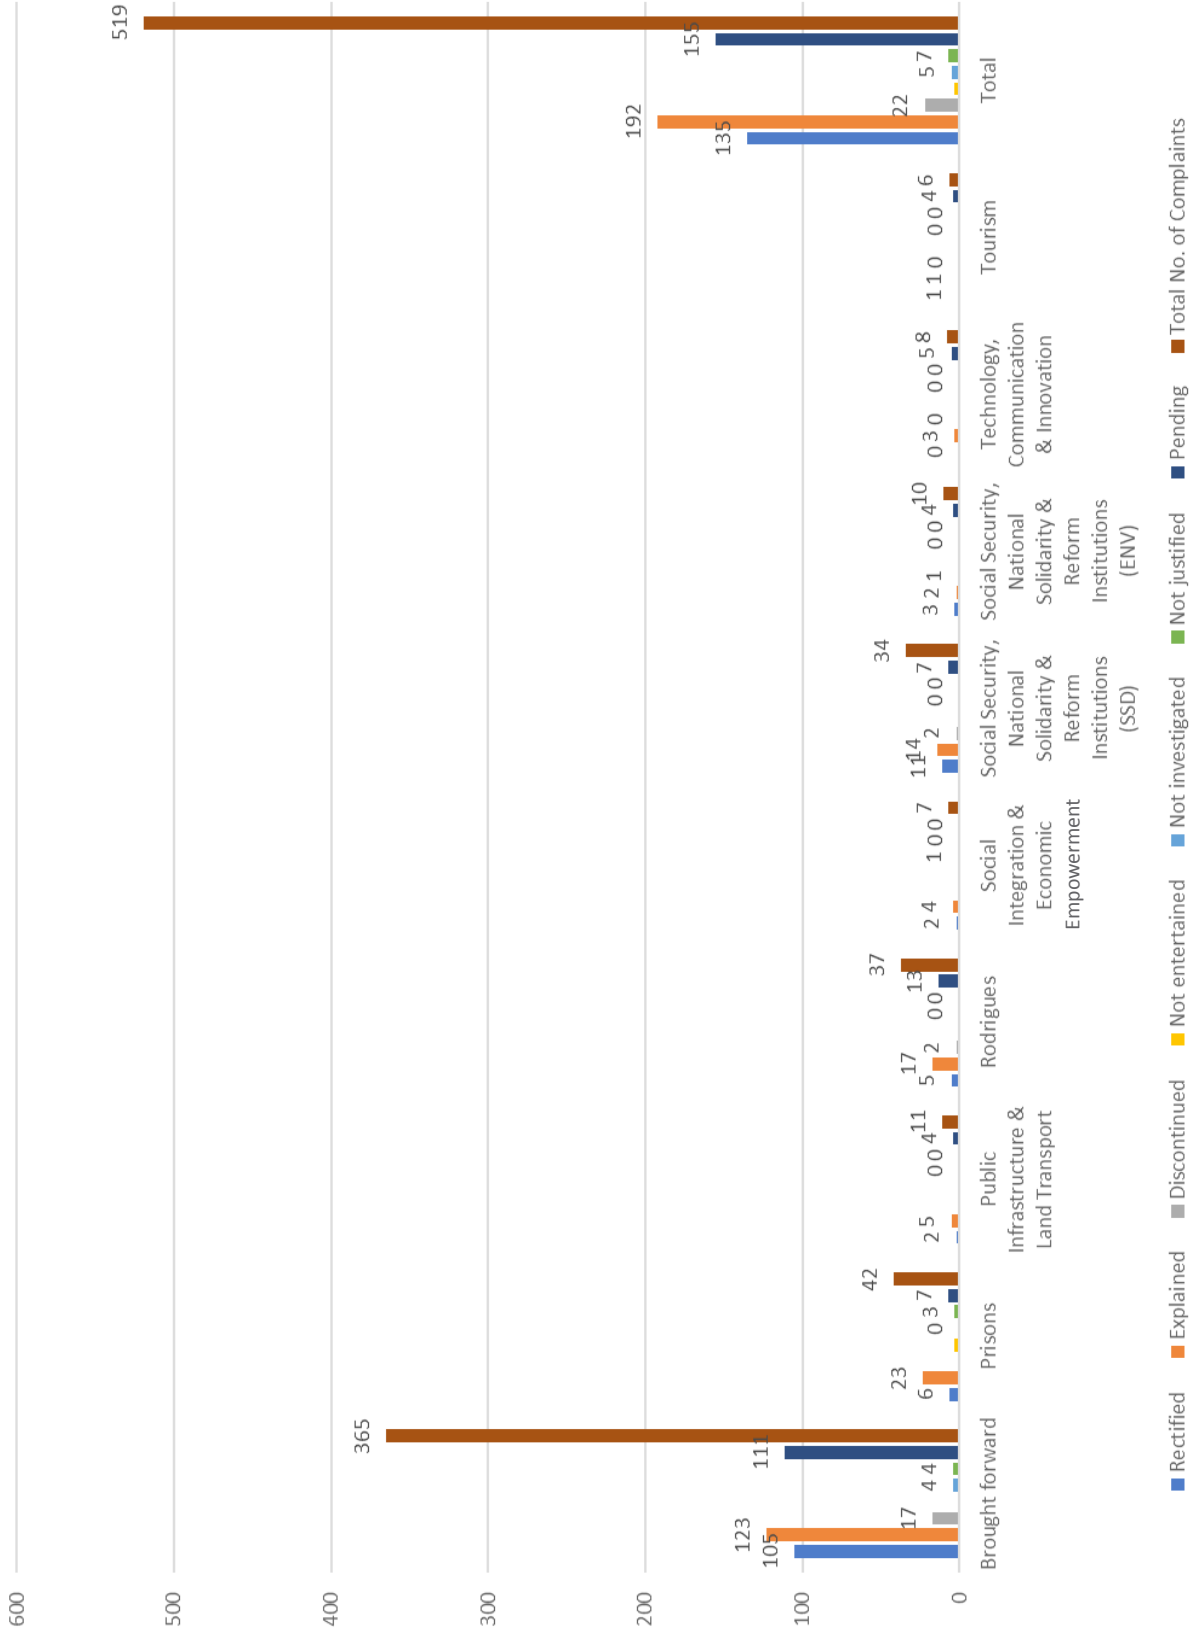 600
500
400
300
200
100
0
105
123
17
4 4
111
365
6
23
0 3 7
42
2 5
0 0 4
11
5
17
2
0 0
13
37
2 4
1 0 0 7
11
14
2
0 0 7
34
3 2 1
0 0 4
10
0 3 0
0 0 5 8
1 1 0
0 0 4 6
135
192
22
5 7
155
519
Brought forward
Prisons
Public
Infrastructure &
Land Transport
Rodrigues
Social
Integration &
Economic
Empowerment
Social Security,
National
Solidarity &
Reform
Institutions
(SSD)
Social Security,
National
Solidarity &
Reform
Institutions
(ENV)
Technology,
Communication
& Innovation
Tourism
Total
Rectified
Explained
Discontinued
Not entertained
Not investigated
Not justified
Pending
Total No. of Complaints